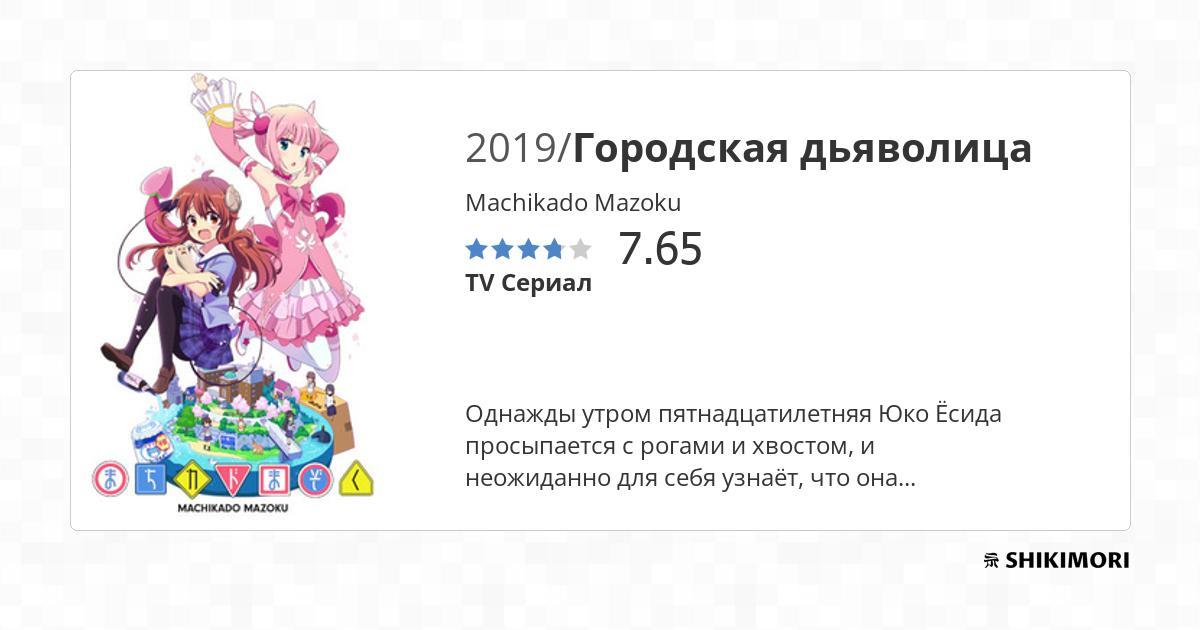 2019/Городская дьяволица
Machikado Mazoku
7.65
TV Сериал
Однажды утром пятнадцатилетняя Юко Ёсида
просыпается с рогами и хвостом, и
неожиданно для себя узнаёт, что она...
まちカドまぞく
MACHIKADO MAZOKU
SHIKIMORI